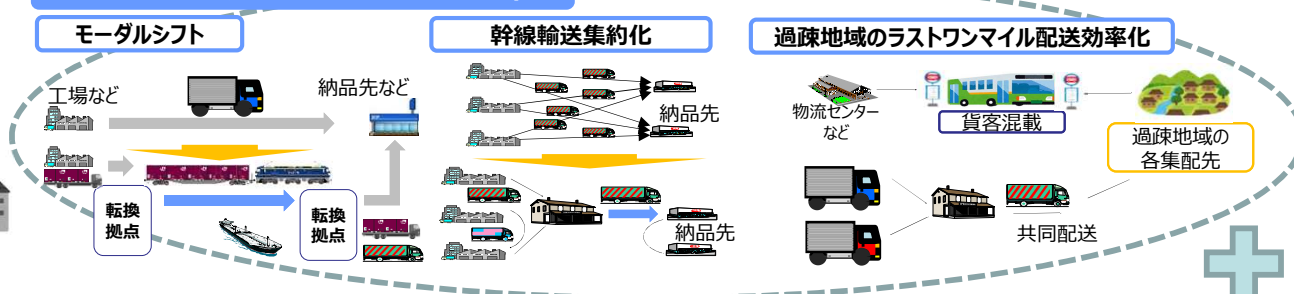 モーダルシフト
工場など
納品先など
転換
拠点
転換
拠点
幹線輸送集約化
納品先
納品先
過疎地域のラストワンマイル配送効率化
物流センター
など
貨客混載
過疎地域の
各集配先
共同配送